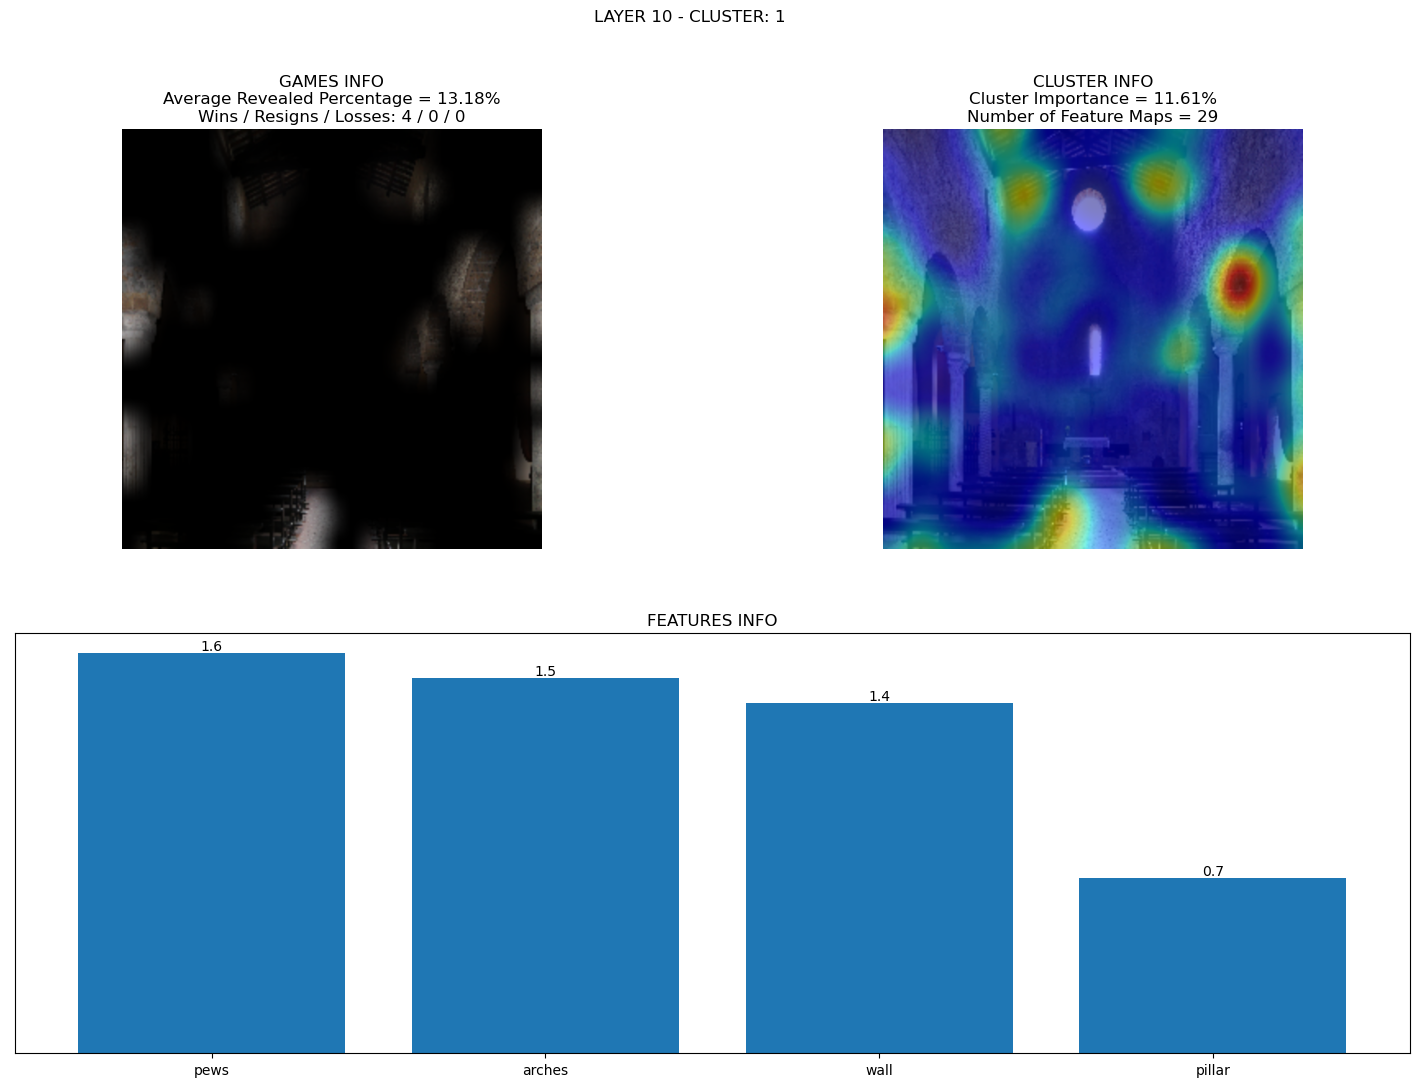 LAYER 10 - CLUSTER: 1
GAMES INFO
Average Revealed Percentage = 13.18%
Wins / Resigns / Losses: 4 / 0 / 0
CLUSTER INFO
Cluster Importance = 11.61%
Number of Feature Maps = 29
FEATURES INFO
1.6
1.5
1.4
0.7
pews
arches
wall
pillar